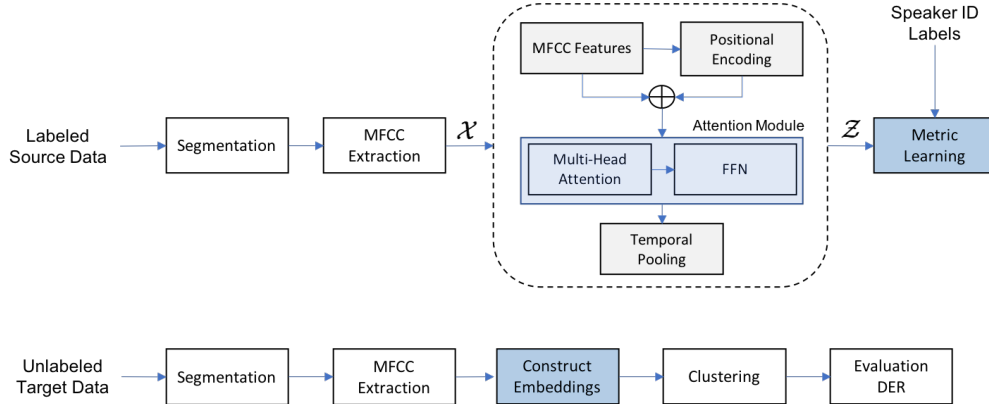 Speaker ID
Labels
MFCC Features
Positional
Encoding
Attention Module
Labeled
Source Data
Segmentation
MFCC
Extraction
𝒳
Multi-Head
Attention
FFN
𝒵
Metric
Learning
Temporal
Pooling
Unlabeled
Target Data
Segmentation
MFCC
Extraction
Construct
Embeddings
Clustering
Evaluation
DER